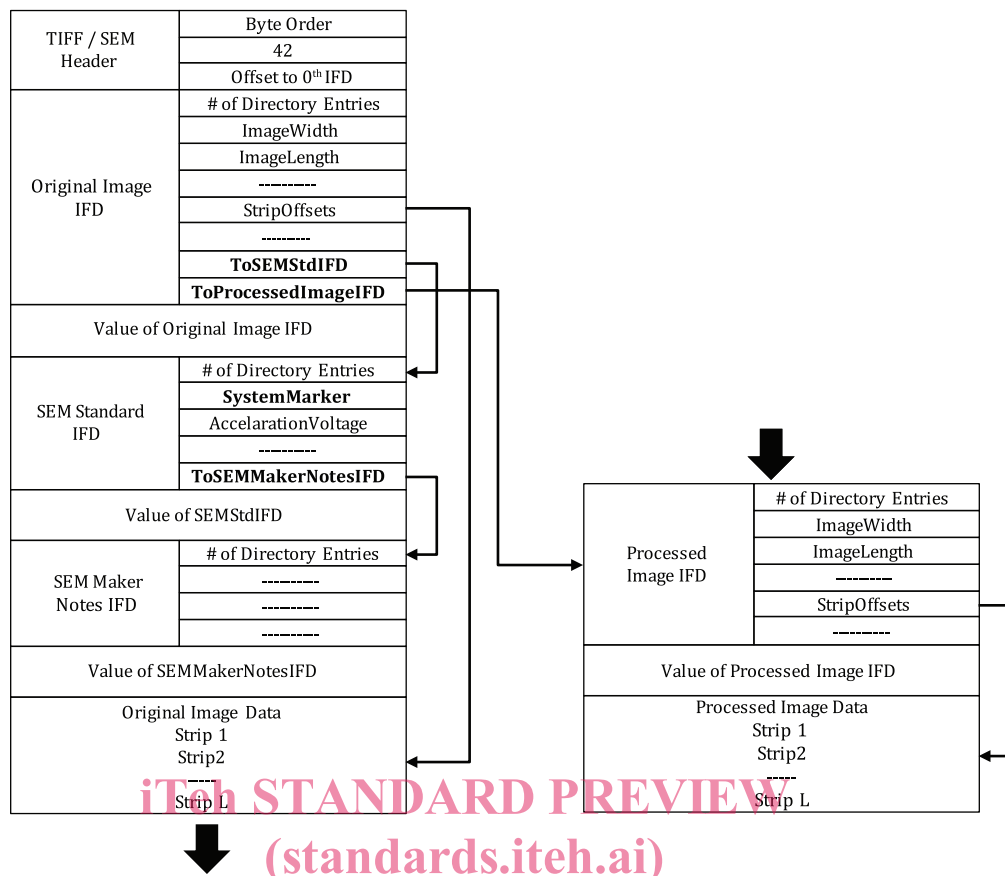 TIFF / SEM
Header
Byte Order
42
Offset to 0th IFD
Original Image
IFD
# of Directory Entries
ImageWidth
ImageLength
----------
StripOffsets
----------
ToSEMStdIFD
ToProcessedImageIFD
Value of Original Image IFD
SEM Standard
IFD
# of Directory Entries
SystemMarker
AccelarationVoltage
-----------
ToSEMMakerNotesIFD
Value of SEMStdIFD
SEM Maker
Notes IFD
# of Directory Entries
-----------
-----------
-----------
Value of SEMMakerNotesIFD
Original Image Data
Strip 1
Strip2
-----
Strip L
Processed
Image IFD
# of Directory Entries
ImageWidth
ImageLength
-----------
StripOffsets
-----------
Value of Processed Image IFD
Processed Image Data
Strip 1
Strip2
-----
Strip L
iTeh STANDARD PREVIEW
(standards.iteh.ai)